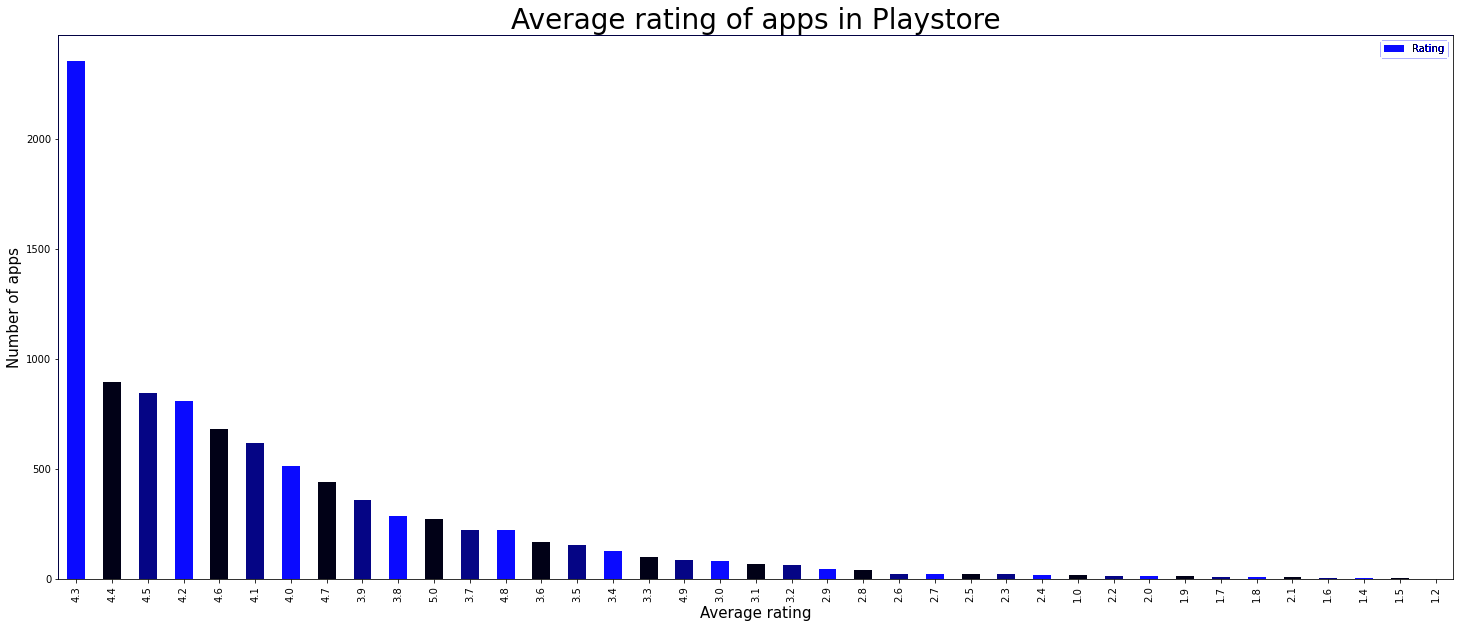 Average rating of apps in Playstore
Rating
Number of apps
2000
1500
1000
500
0
4.3 4.4 4.5 4.2 4.6 4.1 4.0 4.7 3.9 3.8 5.0 3.7 4.8 3.6 3.5 3.4 3.3 4.9 3.0 3.1 3.2 2.9 2.8 2.6 2.7 2.5 2.3 2.4 1.0 2.2 2.0 1.9 1.7 1.8 2.1 1.6 1.4 1.5 1.2
Average rating